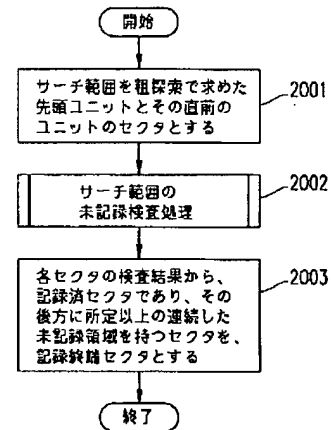 開始
サーチ範囲を粗探索で求めた
先頭ユニットとその直前の
ユニットのセクタとする
2001
サーチ範囲の
未記録検査処理
2002
各セクタの検査結果から、
記録済セクタであり、その
後方に所定以上の連続した
未記録領域を持つセクタを、
記録終端セクタとする
2003
終了